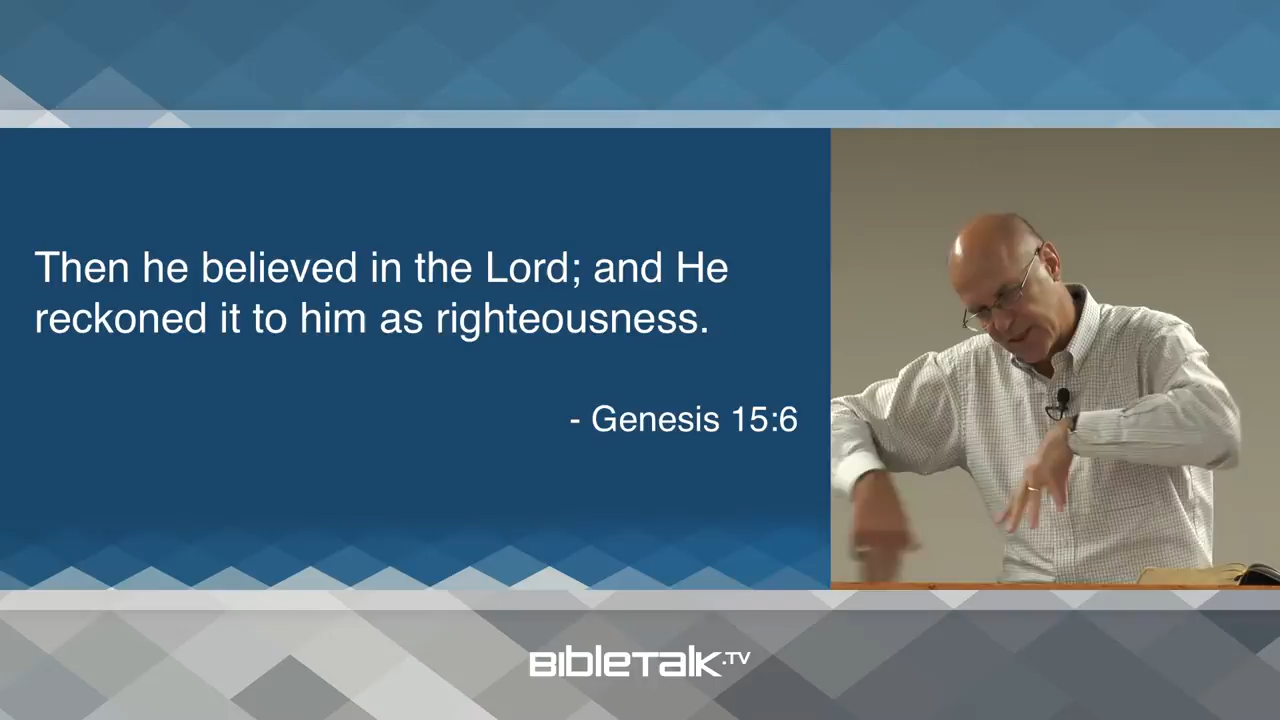 Then he believed in the Lord; and He
reckoned it to him as righteousness.
- Genesis 15:6
BIBLETALK.TV